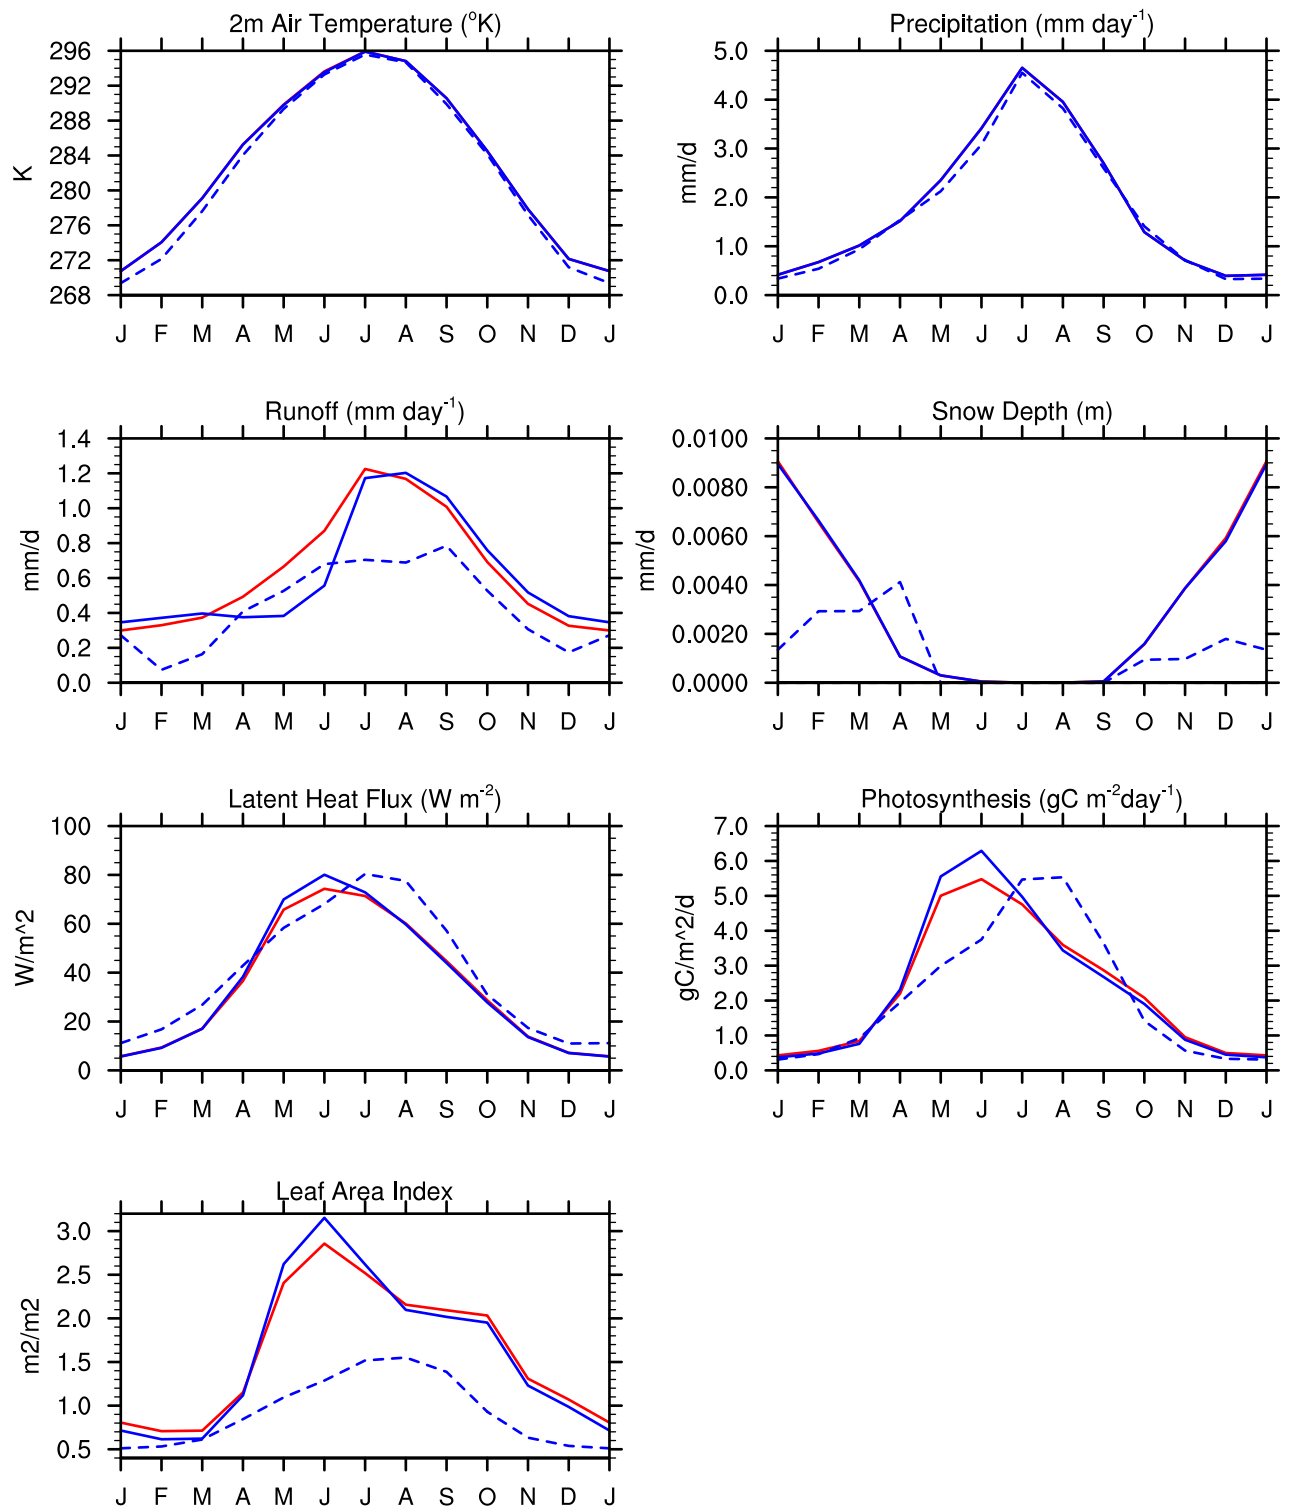 2m Air Temperature (°K)
K
296
292
288
284
280
276
272
268
J F M A M J J A S O N D J
Precipitation (mm day⁻¹)
mm/d
5.0
4.0
3.0
2.0
1.0
0.0
J F M A M J J A S O N D J
Runoff (mm day⁻¹)
mm/d
1.4
1.2
1.0
0.8
0.6
0.4
0.2
0.0
J F M A M J J A S O N D J
Snow Depth (m)
mm/d
0.0100
0.0080
0.0060
0.0040
0.0020
0.0000
J F M A M J J A S O N D J
Latent Heat Flux (W m⁻²)
W/m^2
100
80
60
40
20
0
J F M A M J J A S O N D J
Photosynthesis (gC m⁻²day⁻¹)
gC/m^2/d
7.0
6.0
5.0
4.0
3.0
2.0
1.0
0.0
J F M A M J J A S O N D J
Leaf Area Index
m2/m2
3.0
2.5
2.0
1.5
1.0
0.5
J F M A M J J A S O N D J